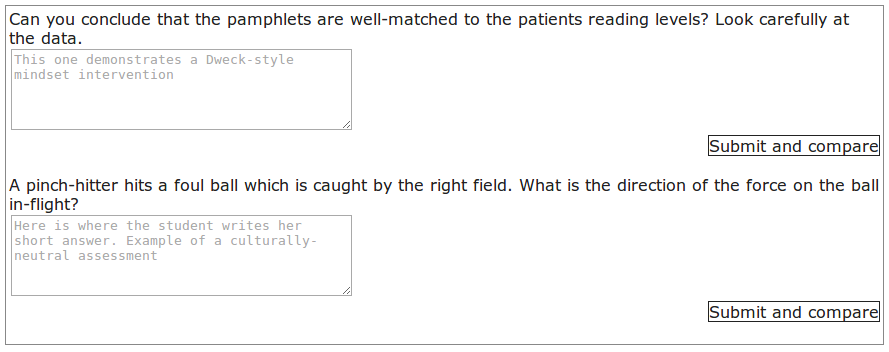 Can you conclude that the pamphlets are well-matched to the patients reading levels? Look carefully at
the data.
This one demonstrates a Dweck-style
mindset intervention
Submit and compare
A pinch-hitter hits a foul ball which is caught by the right field. What is the direction of the force on the ball
in-flight?
Here is where the student writes her
short answer. Example of a culturally-
neutral assessment
Submit and compare